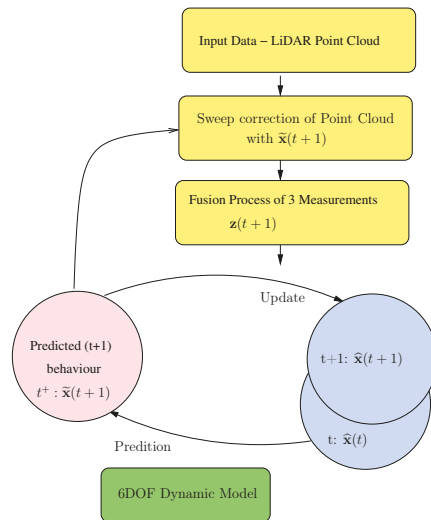 Input Data – LiDAR Point Cloud
Sweep correction of Point Cloud
with x̃(t + 1)
Fusion Process of 3 Measurements
z(t + 1)
Update
Predicted (t+1)
behaviour
t⁺ : x̃(t + 1)
t+1: x̂(t + 1)
t: x̂(t)
Predition
6DOF Dynamic Model